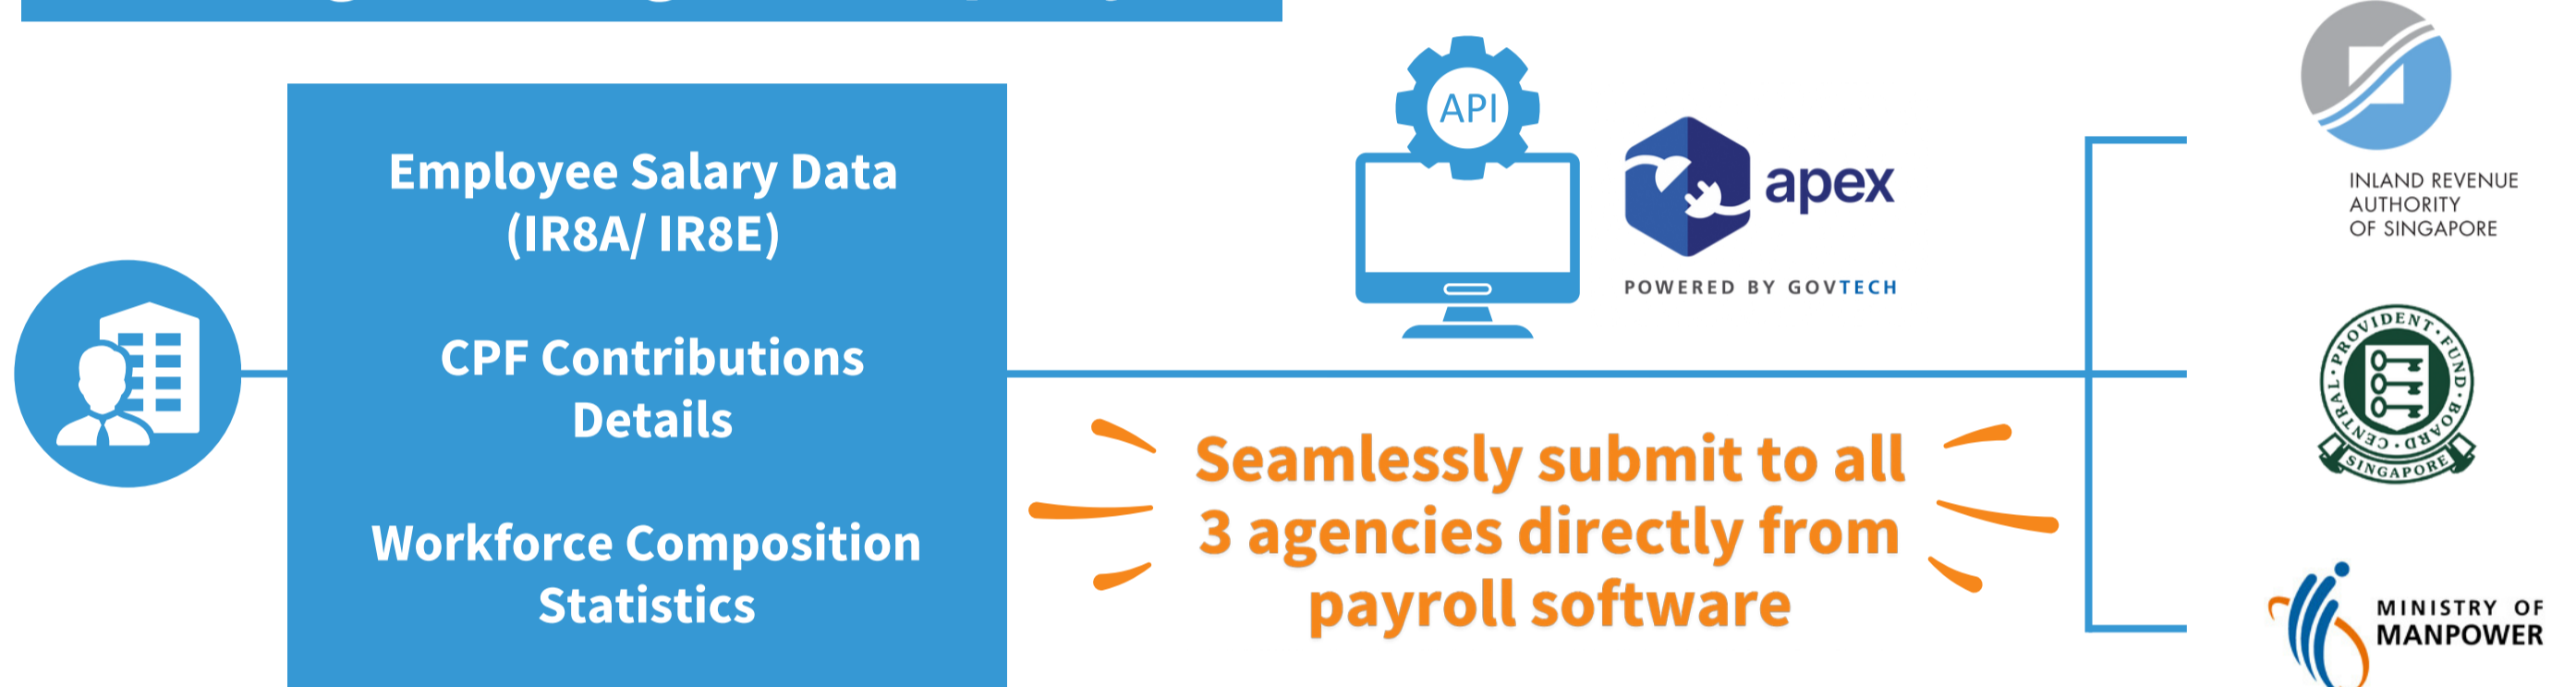 Employee Salary Data
(IR8A/ IR8E)
CPF Contributions
Details
Workforce Composition
Statistics
API
apex
POWERED BY GOVTECH
Seamlessly submit to all
3 agencies directly from
payroll software
INLAND REVENUE
AUTHORITY
OF SINGAPORE
CENTRAL • PROVIDENT • FUND • BOARD
SINGAPORE
MINISTRY OF
MANPOWER